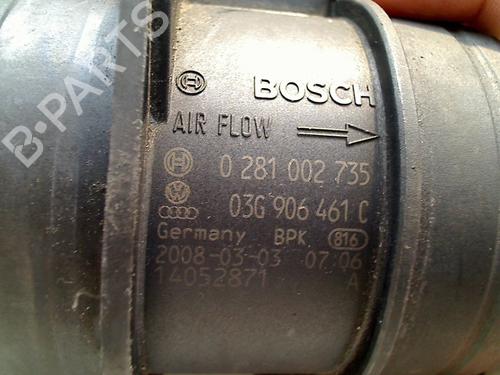 BOSCH
AIR FLOW
0 281 002 735
03G 906 461 C
Germany BPK 816
2008-03-03 07:06
14052871 A
B-PARTS